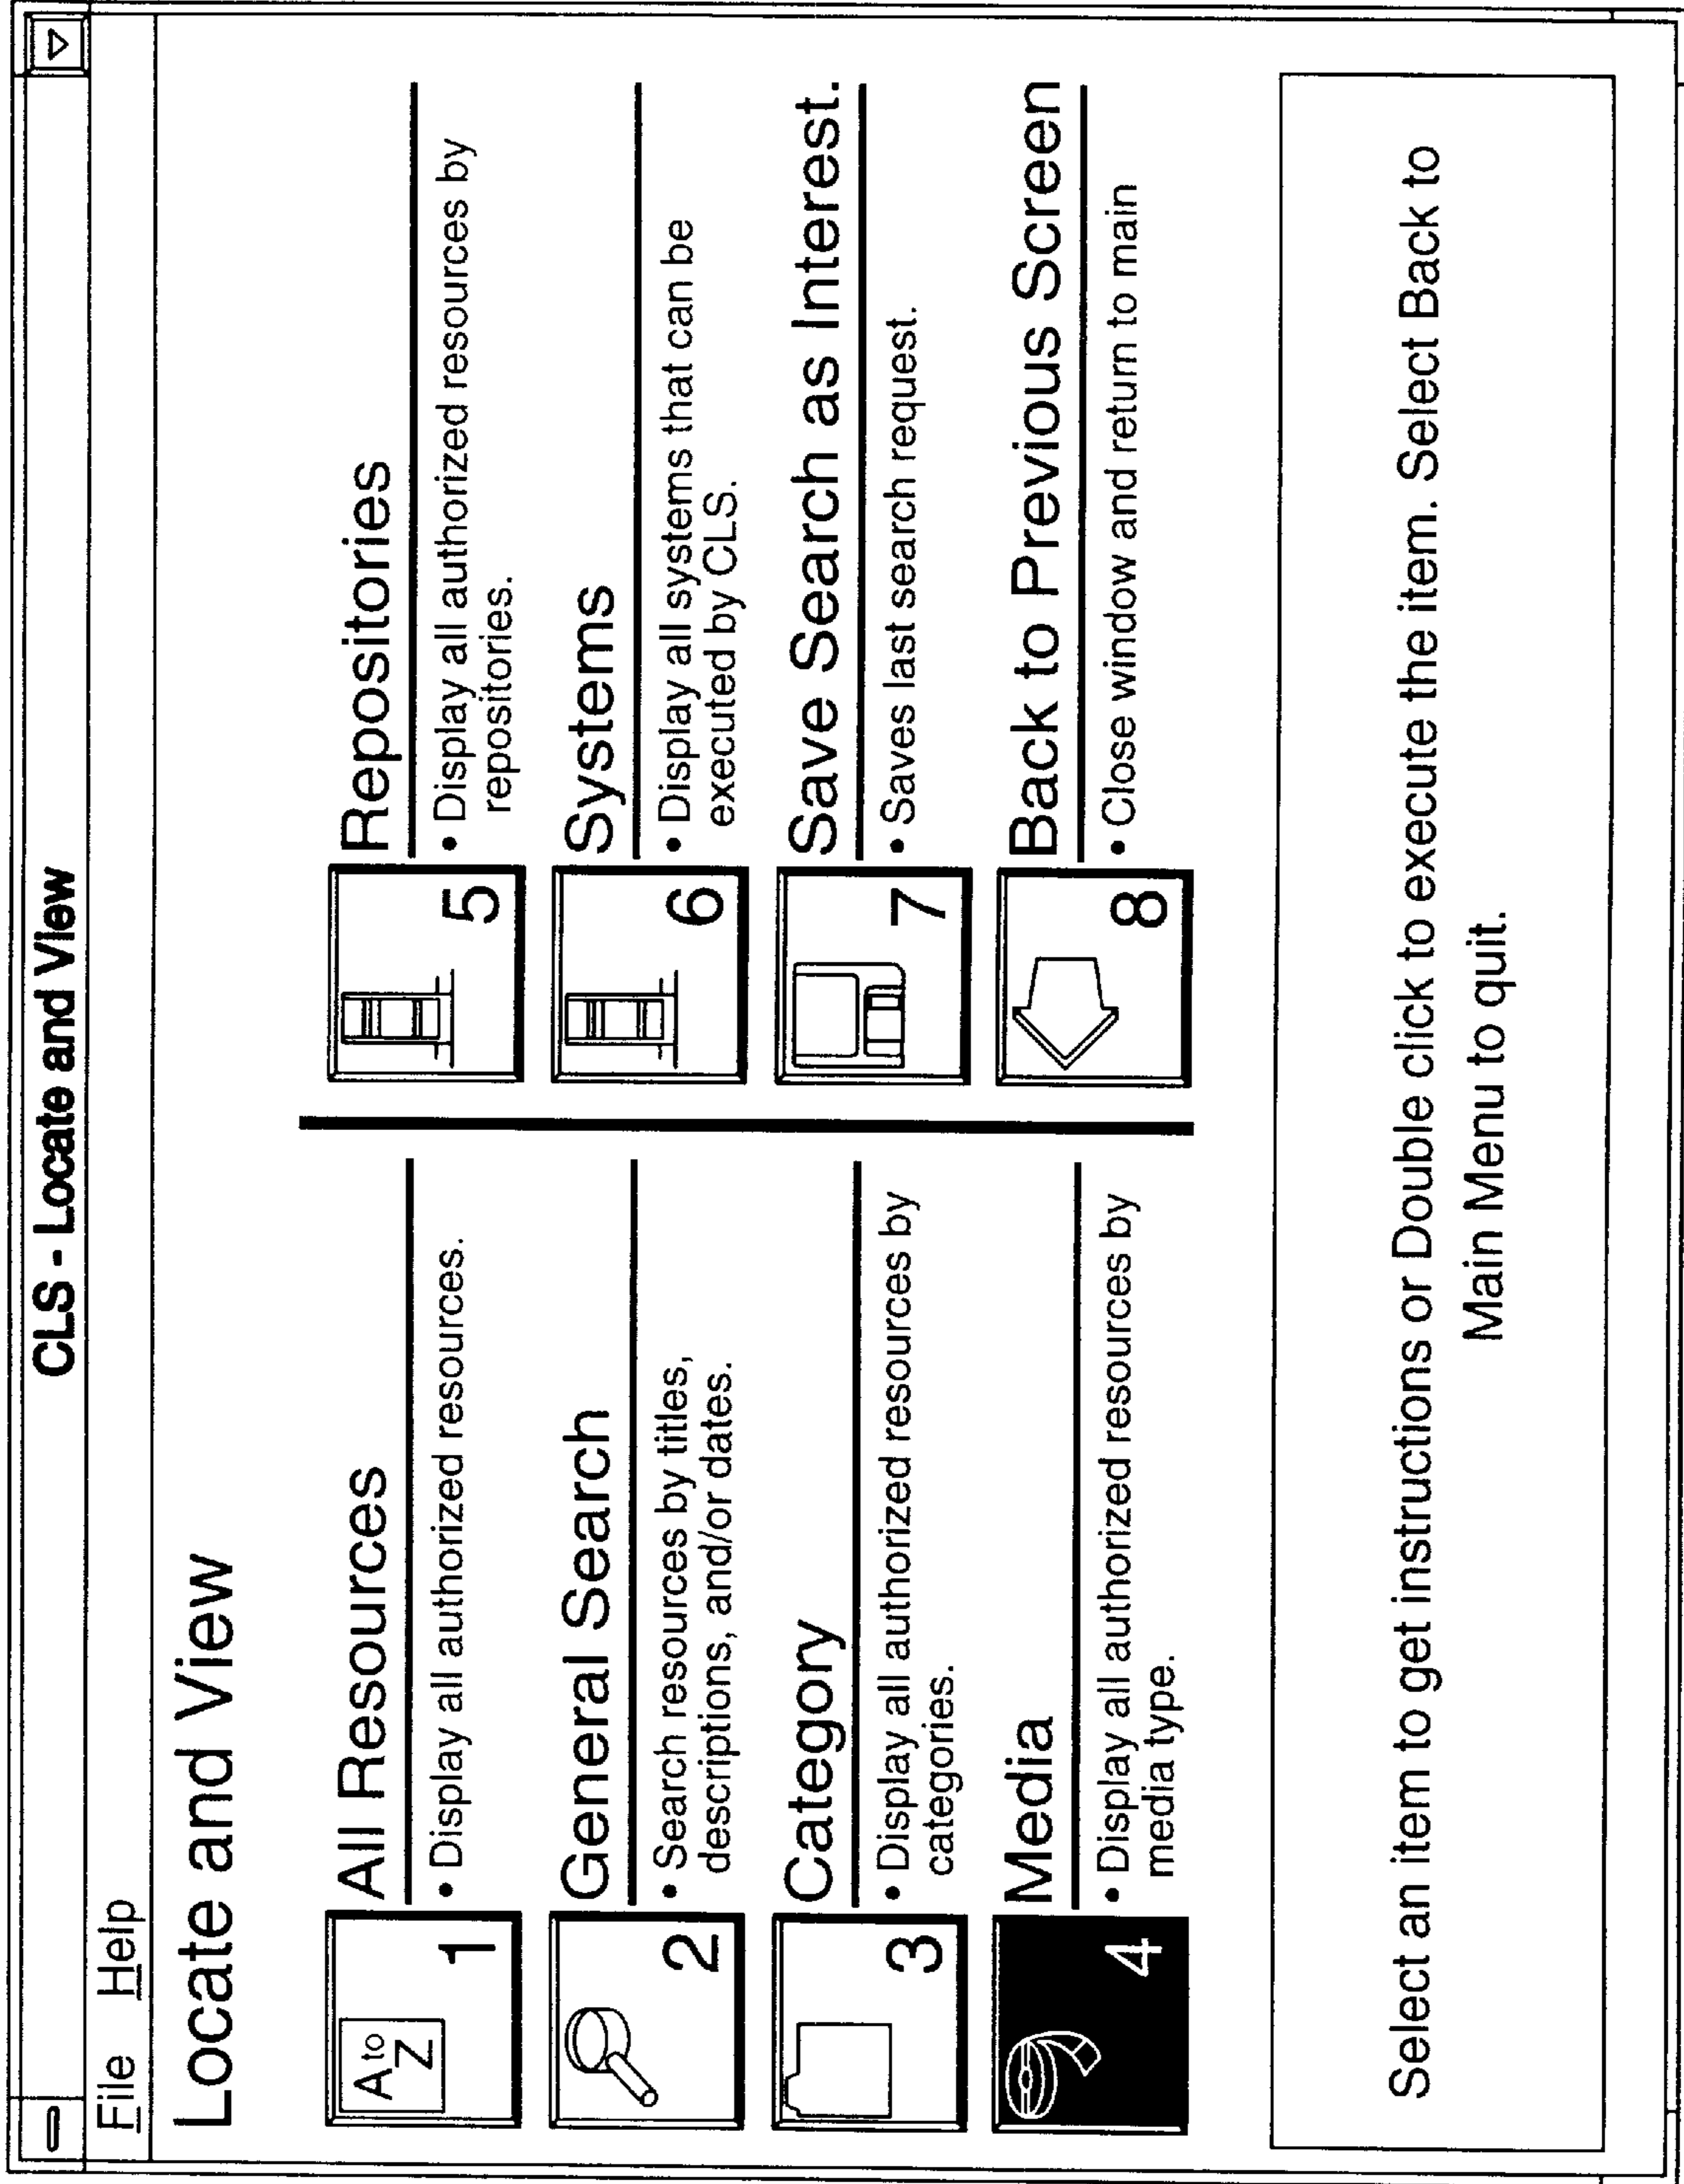 CLS - Locate and View
File Help
Locate and View
A to
Z
1
All Resources
• Display all authorized resources.
2
General Search
• Search resources by titles,
descriptions, and/or dates.
3
Category
• Display all authorized resources by
categories.
4
Media
• Display all authorized resources by
media type.
5
Repositories
• Display all authorized resources by
repositories.
6
Systems
• Display all systems that can be
executed by CLS.
7
Save Search as Interest.
• Saves last search request.
8
Back to Previous Screen
• Close window and return to main
Select an item to get instructions or Double click to execute the item. Select Back to
Main Menu to quit.